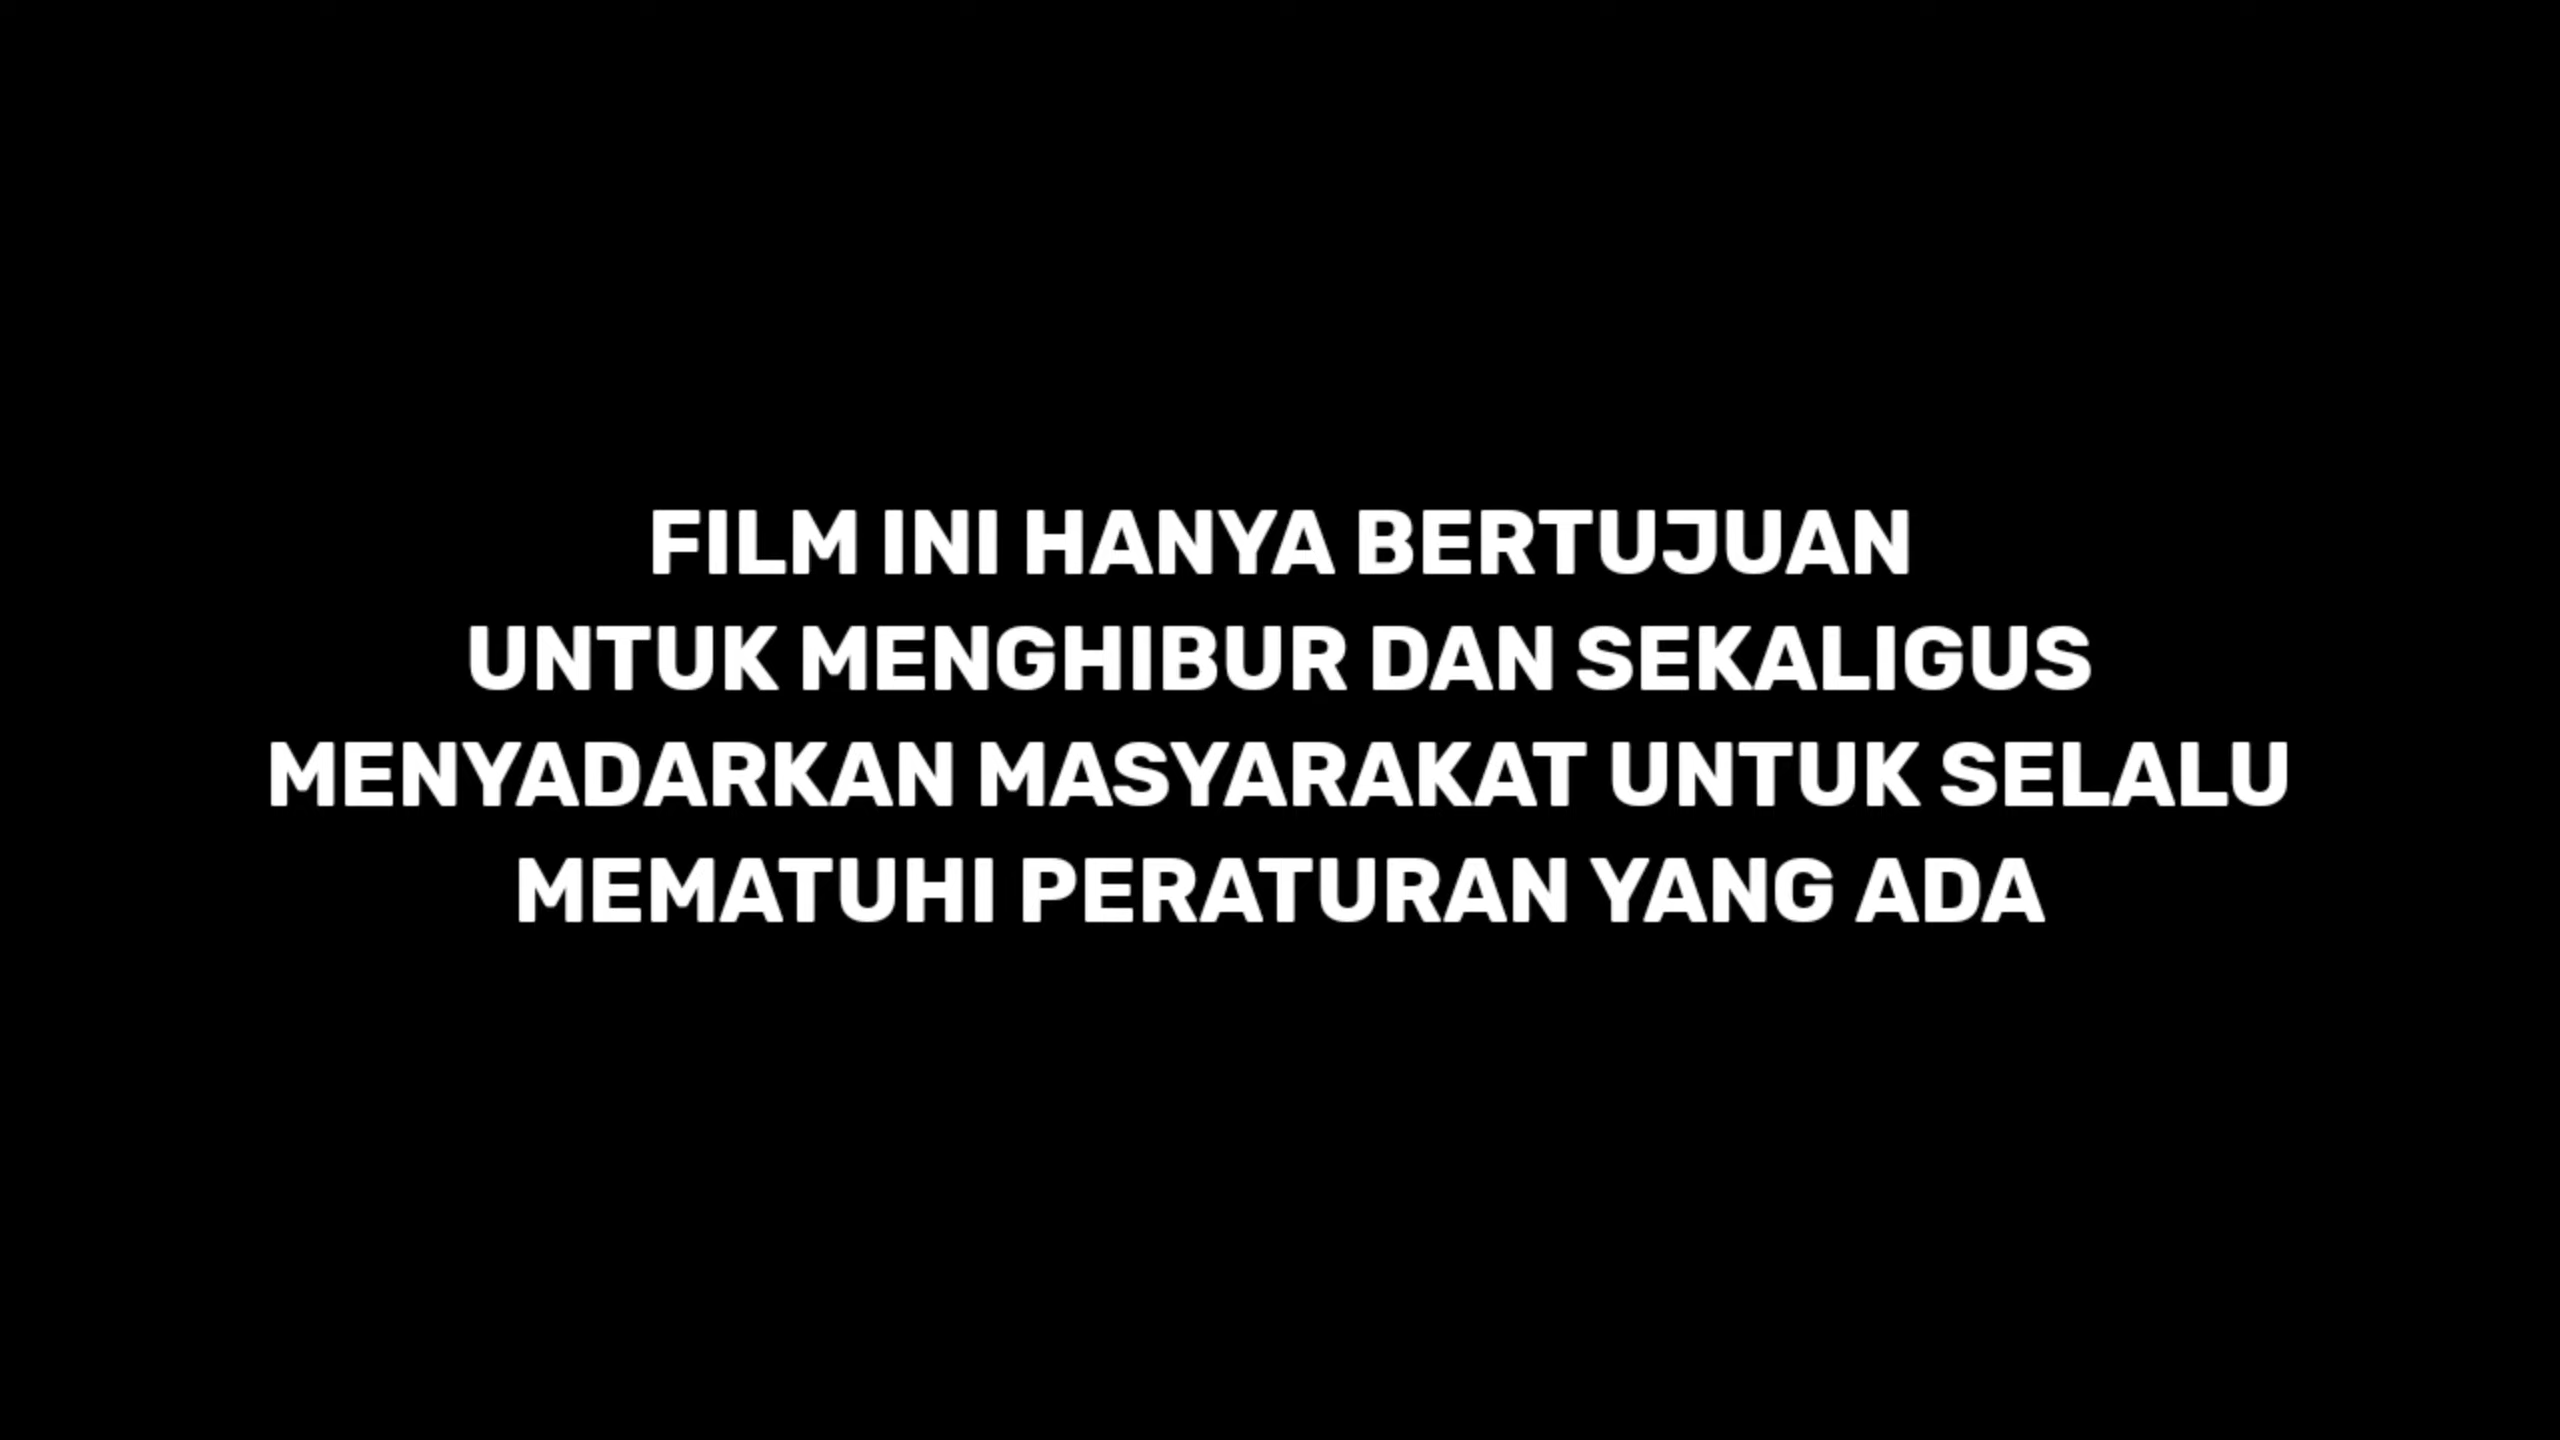 FILM INI HANYA BERTUJUAN
UNTUK MENGHIBUR DAN SEKALIGUS
MENYADARKAN MASYARAKAT UNTUK SELALU
MEMATUHI PERATURAN YANG ADA